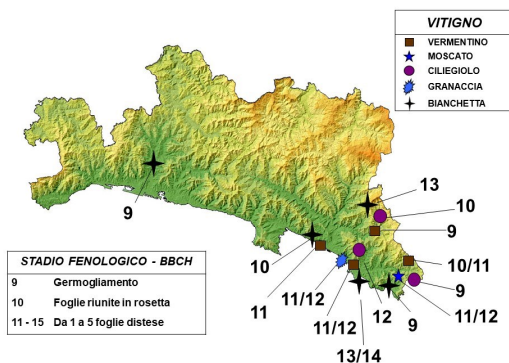 VITIGNO
VERMENTINO
MOSCATO
CILIEGIOLO
GRANACCIA
BIANCHETTA
13
10
9
9
10/11
10
9
11
11/12
12
11/12
11/12
9
13/14
STADIO FENOLOGICO - BBCH
9 Germogliamento
10 Foglie riunite in rosetta
11 - 15 Da 1 a 5 foglie distese